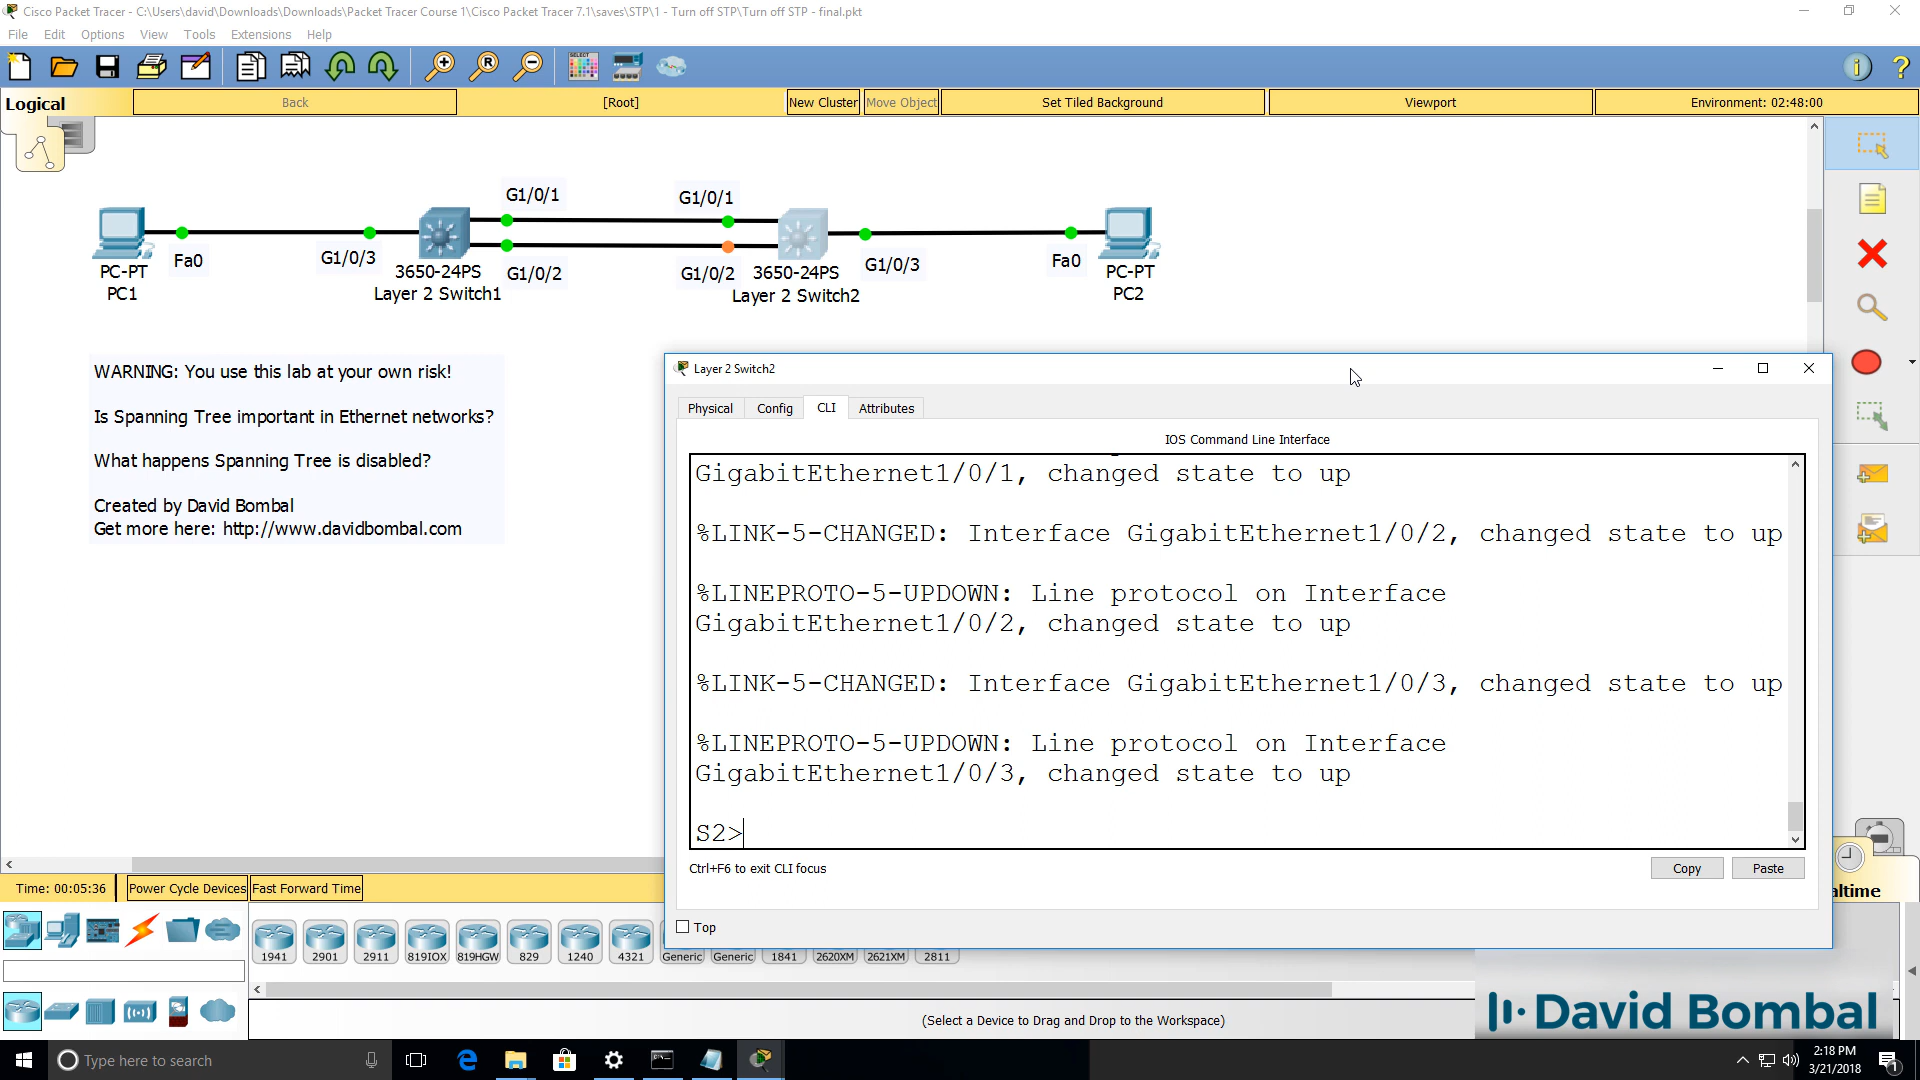 Cisco Packet Tracer - C:\Users\david\Downloads\Downloads\Packet Tracer Course 1\Cisco Packet Tracer 7.1\saves\STP\1 - Turn off STP\Turn off STP - final.pkt
File Edit Options View Tools Extensions Help
Logical Back [Root] New Cluster Move Object Set Tiled Background Viewport Environment: 02:48:00
G1/0/1 G1/0/1
Fa0 G1/0/3 G1/0/2 G1/0/2 G1/0/3 Fa0
PC-PT 3650-24PS 3650-24PS PC-PT
PC1 Layer 2 Switch1 Layer 2 Switch2 PC2
WARNING: You use this lab at your own risk!
Is Spanning Tree important in Ethernet networks?
What happens Spanning Tree is disabled?
Created by David Bombal
Get more here: http://www.davidbombal.com
Layer 2 Switch2
Physical Config CLI Attributes
IOS Command Line Interface
GigabitEthernet1/0/1, changed state to up
%LINK-5-CHANGED: Interface GigabitEthernet1/0/2, changed state to up
%LINEPROTO-5-UPDOWN: Line protocol on Interface
GigabitEthernet1/0/2, changed state to up
%LINK-5-CHANGED: Interface GigabitEthernet1/0/3, changed state to up
%LINEPROTO-5-UPDOWN: Line protocol on Interface
GigabitEthernet1/0/3, changed state to up
S2>
Ctrl+F6 to exit CLI focus Copy Paste
Top
Time: 00:05:36 Power Cycle Devices Fast Forward Time altime
1941 2901 2911 819IOX 819HGW 829 1240 4321 Generic Generic 1841 2620XM 2621XM 2811
(Select a Device to Drag and Drop to the Workspace)
David Bombal
Type here to search
2:18 PM
3/21/2018
1